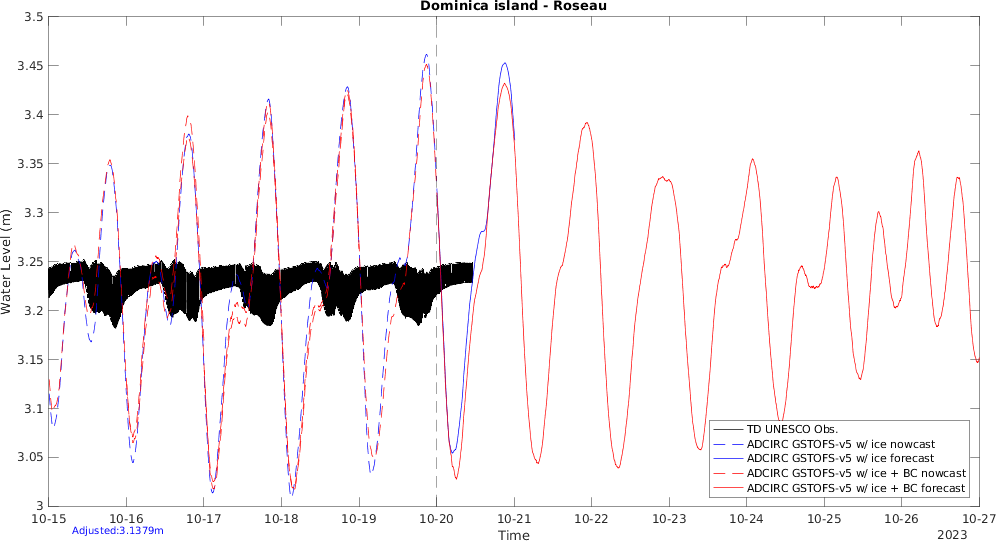 Dominica island - Roseau
Water Level (m)
3.5
3.45
3.4
3.35
3.3
3.25
3.2
3.15
3.1
3.05
3
TD UNESCO Obs.
ADCIRC GSTOFS-v5 w/ ice nowcast
ADCIRC GSTOFS-v5 w/ ice forecast
ADCIRC GSTOFS-v5 w/ ice + BC nowcast
ADCIRC GSTOFS-v5 w/ ice + BC forecast
10-15 10-16 10-17 10-18 10-19 10-20 10-21 10-22 10-23 10-24 10-25 10-26 10-27
Adjusted:3.1379m
Time
2023